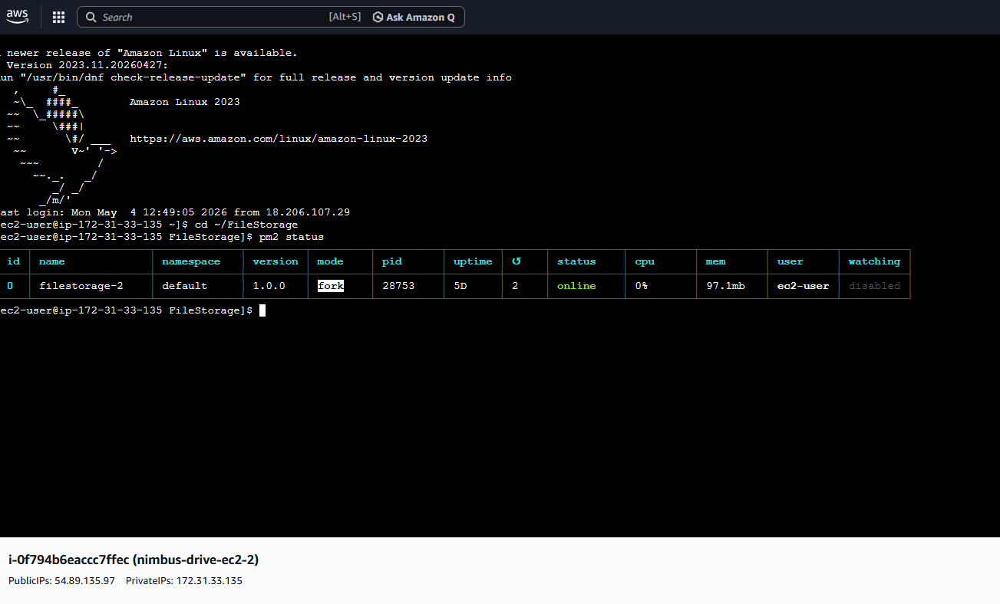 aws
Search [Alt+S] Ask Amazon Q
newer release of "Amazon Linux" is available.
Version 2023.11.20260427:
un "/usr/bin/dnf check-release-update" for full release and version update info
   ,     #_
  ~\_  ####_        Amazon Linux 2023
 ~~  \_#####\
 ~~     \###|
 ~~       \#/ ___   https://aws.amazon.com/linux/amazon-linux-2023
  ~~       V~' '->
   ~~~         /
     ~~._.   _/
        _/ _/
      _/m/'
ast login: Mon May  4 12:49:05 2026 from 18.206.107.29
ec2-user@ip-172-31-33-135 ~]$ cd ~/FileStorage
ec2-user@ip-172-31-33-135 FileStorage]$ pm2 status
id name namespace version mode pid uptime ↺ status cpu mem user watching
0 filestorage-2 default 1.0.0 fork 28753 5D 2 online 0% 97.1mb ec2-user disabled
ec2-user@ip-172-31-33-135 FileStorage]$
i-0f794b6eaccc7ffec (nimbus-drive-ec2-2)
PublicIPs: 54.89.135.97 PrivateIPs: 172.31.33.135